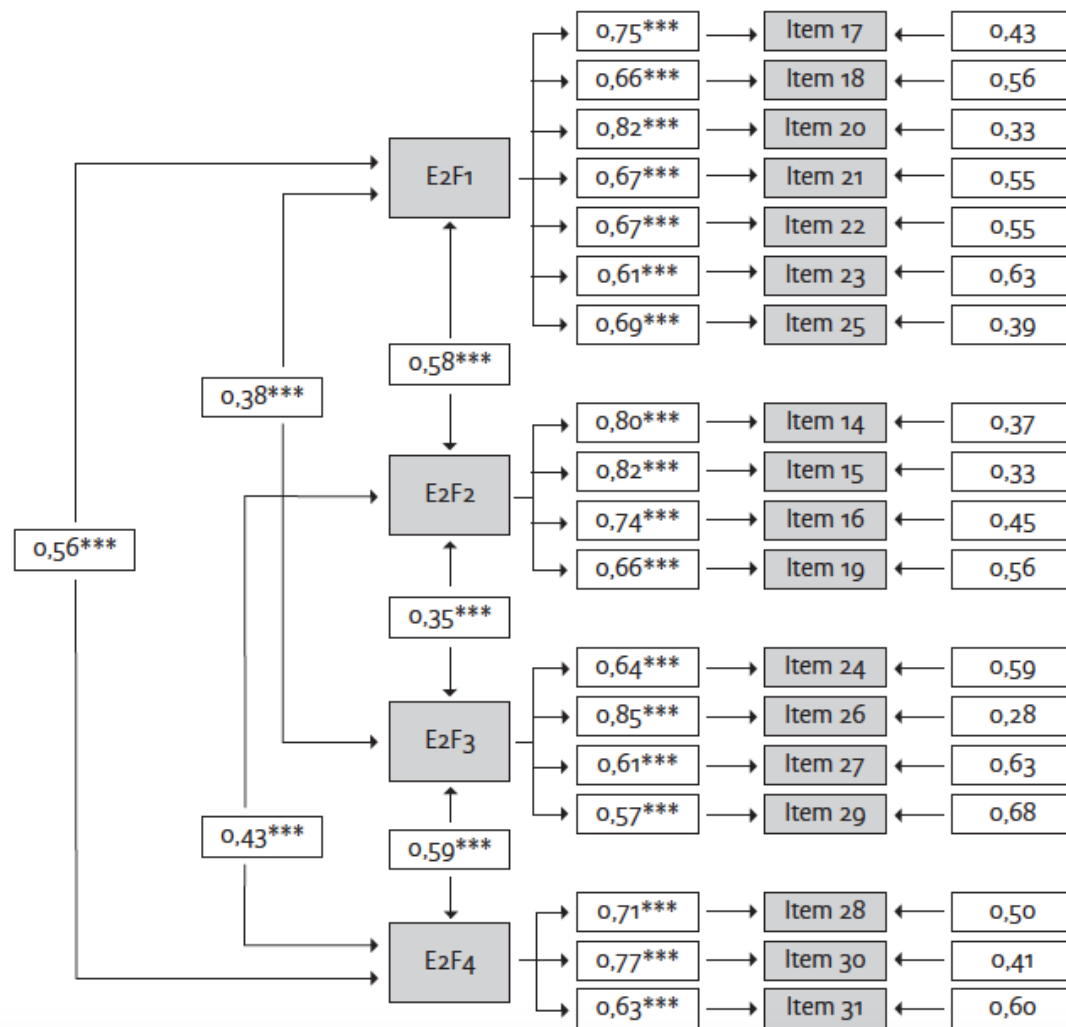 0,75*** Item 17 0,43
0,66*** Item 18 0,56
0,82*** Item 20 0,33
E2F1 0,67*** Item 21 0,55
0,67*** Item 22 0,55
0,61*** Item 23 0,63
0,69*** Item 25 0,39
0,58***
0,38***
0,80*** Item 14 0,37
0,82*** Item 15 0,33
E2F2
0,74*** Item 16 0,45
0,56***
0,66*** Item 19 0,56
0,35***
0,64*** Item 24 0,59
0,85*** Item 26 0,28
E2F3
0,61*** Item 27 0,63
0,57*** Item 29 0,68
0,43***
0,59***
0,71*** Item 28 0,50
E2F4 0,77*** Item 30 0,41
0,63*** Item 31 0,60